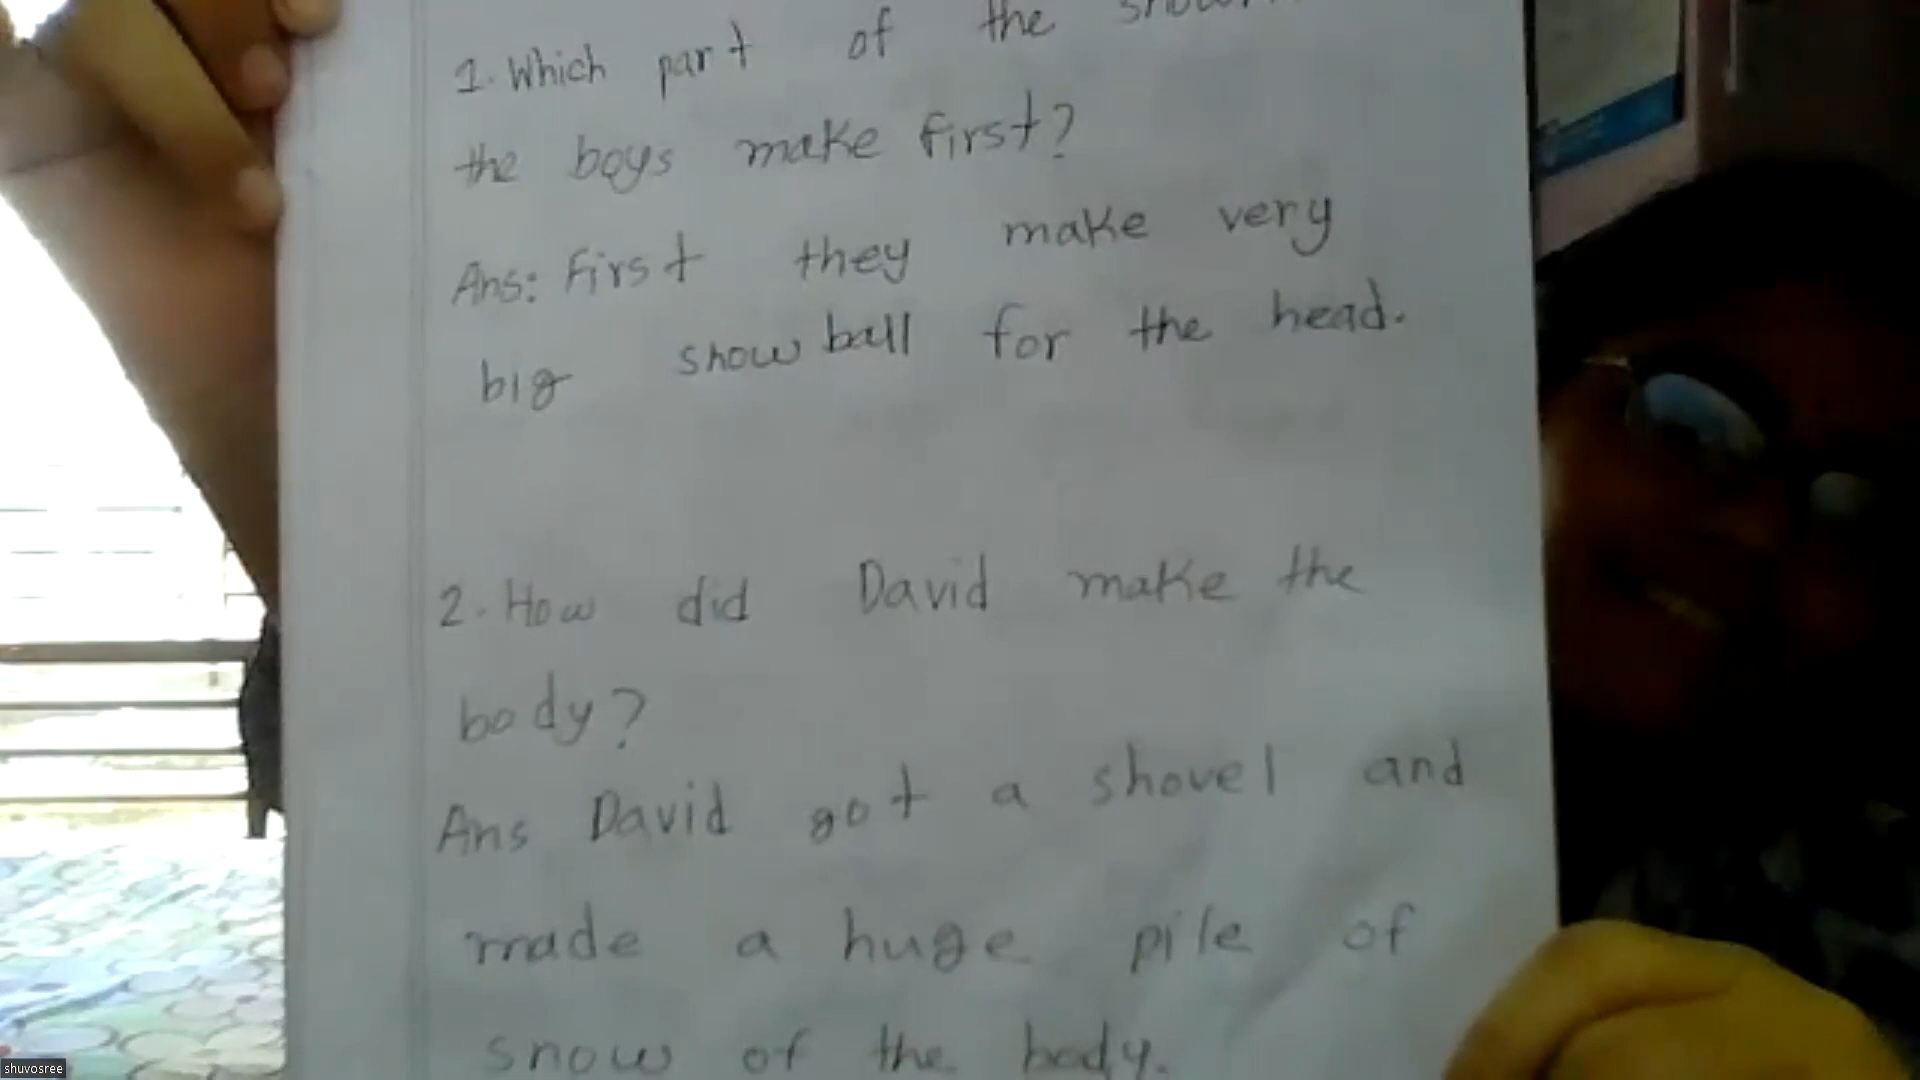 1. Which part of the
the boys make first?
Ans: First they make very
big snow ball for the head.
2. How did David make the
body?
Ans David got a shovel and
made a huge pile of
snow of the body.
shuvosree